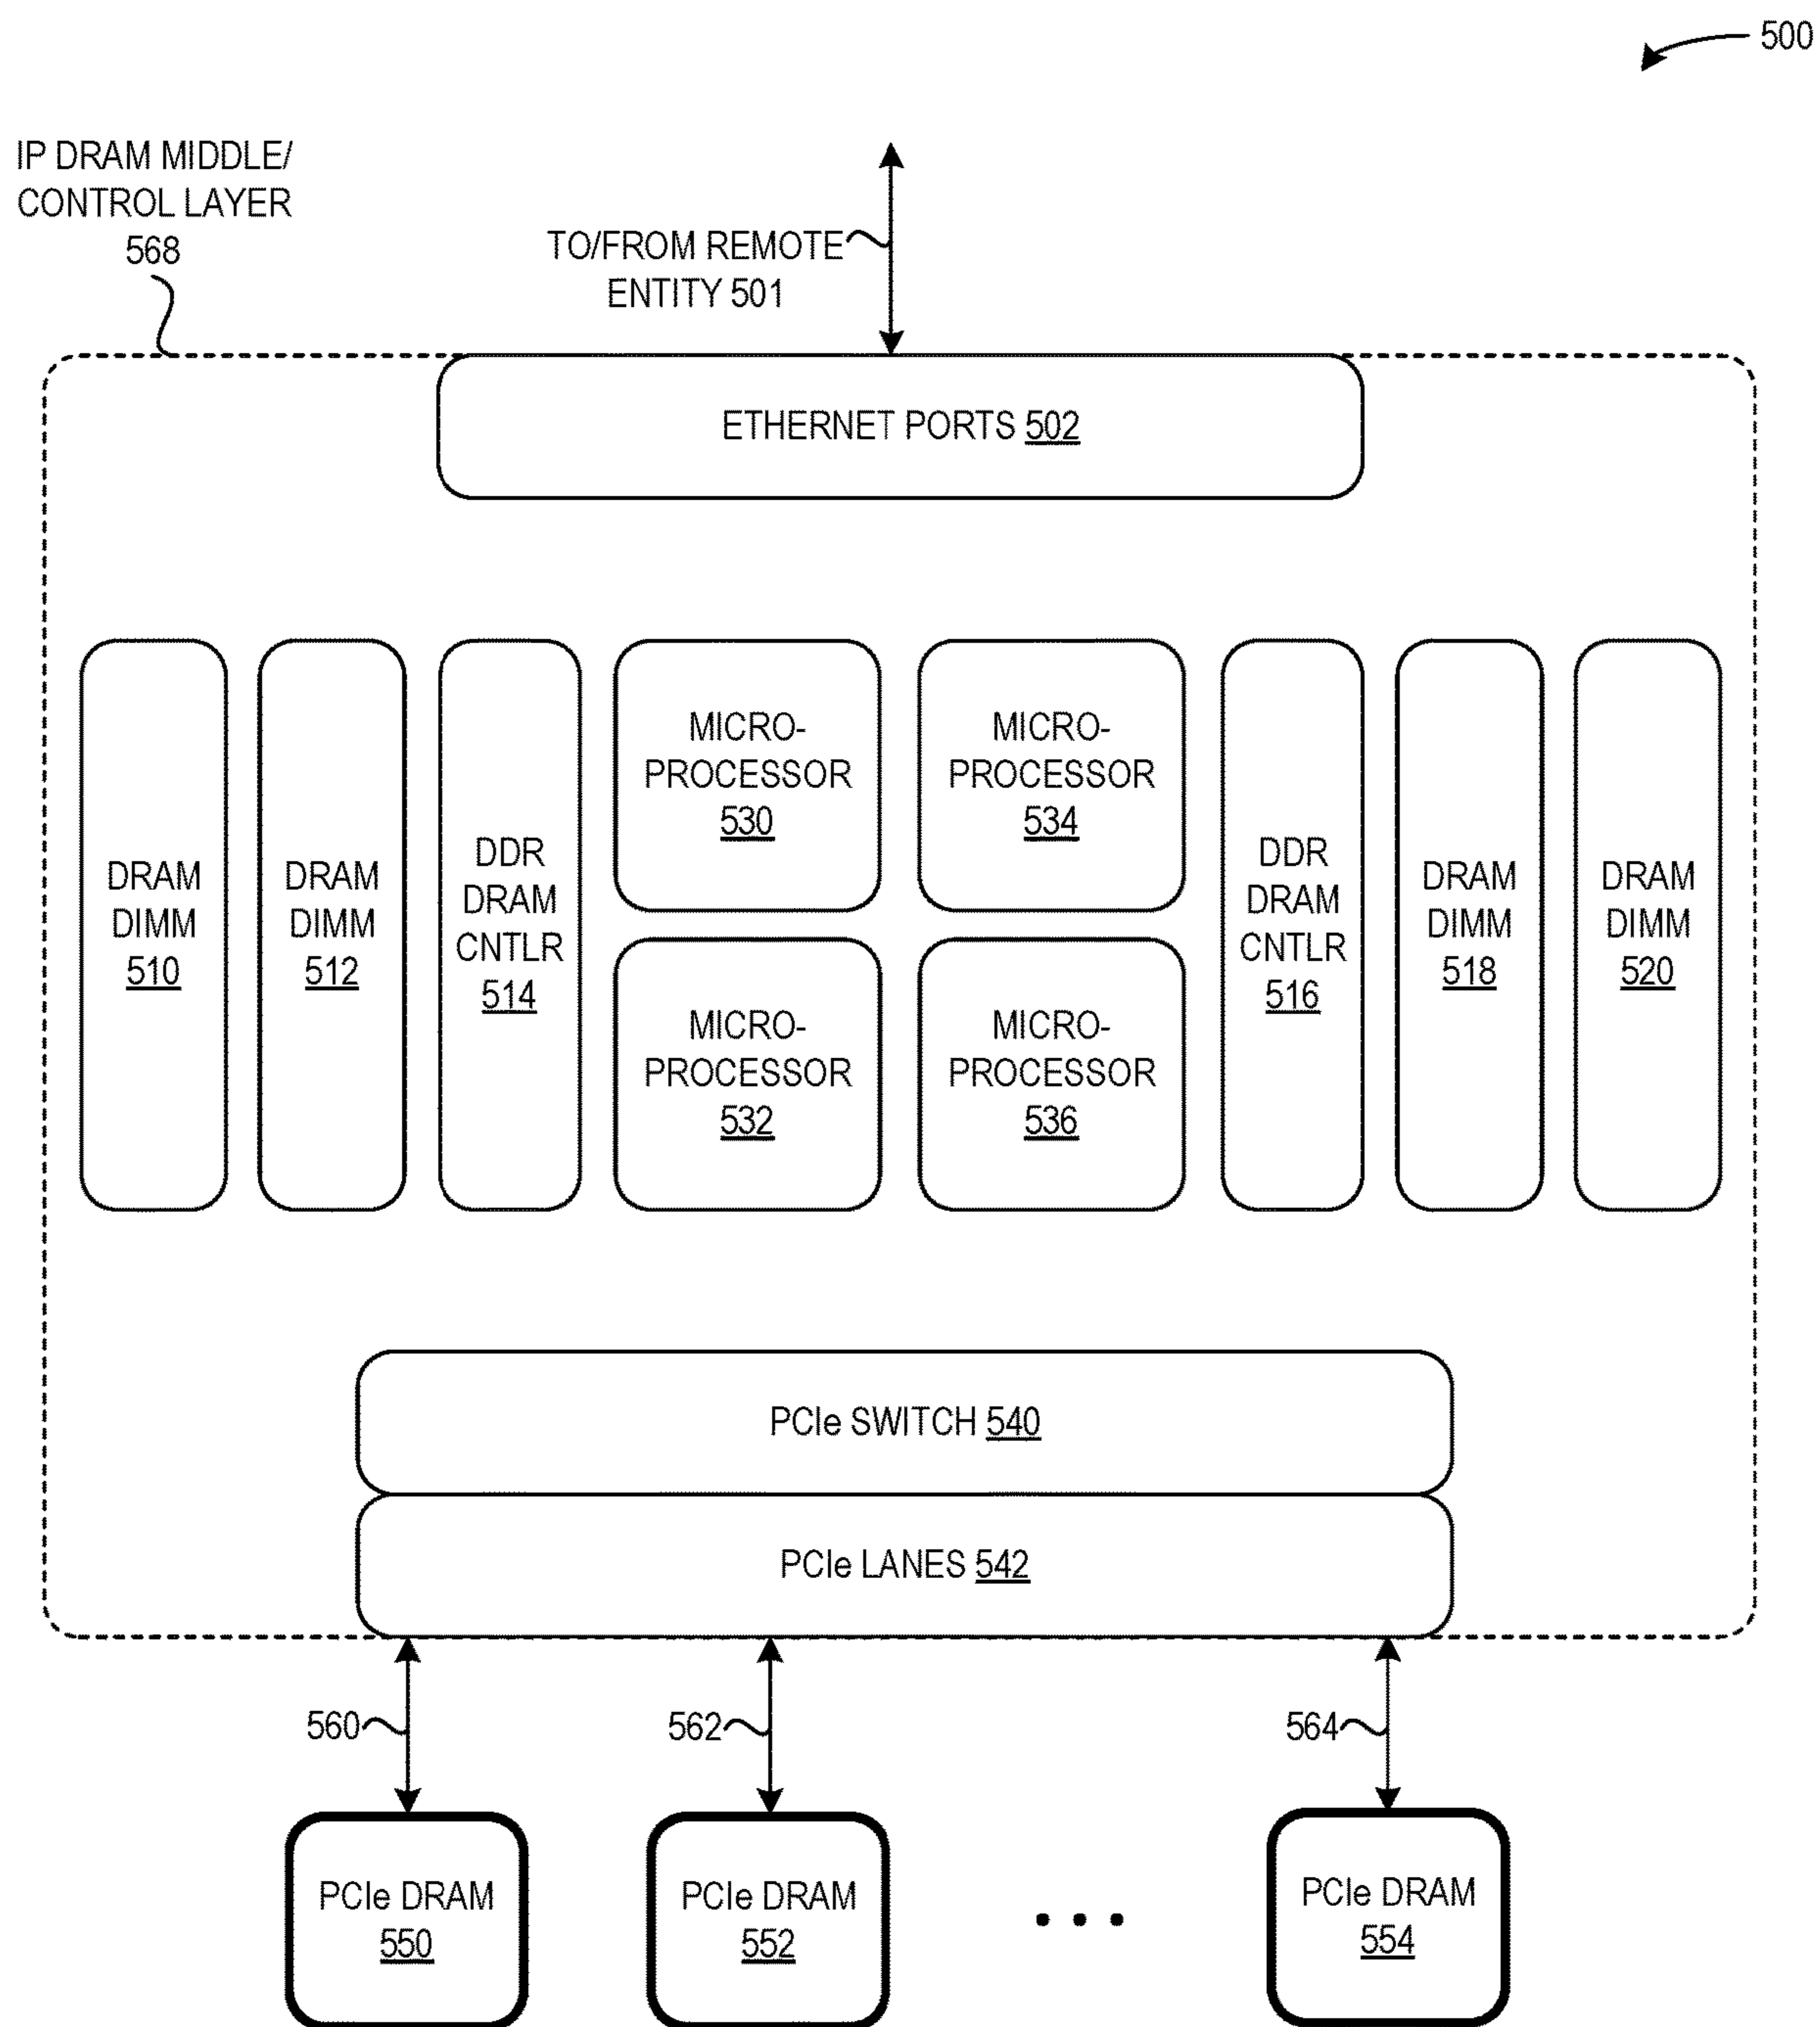 500
IP DRAM MIDDLE/
CONTROL LAYER
568
TO/FROM REMOTE
ENTITY 501
ETHERNET PORTS 502
DRAM
DIMM
510
DRAM
DIMM
512
DDR
DRAM
CNTLR
514
MICRO-
PROCESSOR
530
MICRO-
PROCESSOR
534
MICRO-
PROCESSOR
532
MICRO-
PROCESSOR
536
DDR
DRAM
CNTLR
516
DRAM
DIMM
518
DRAM
DIMM
520
PCIe SWITCH 540
PCIe LANES 542
560
562
564
PCIe DRAM
550
PCIe DRAM
552
. . .
PCIe DRAM
554